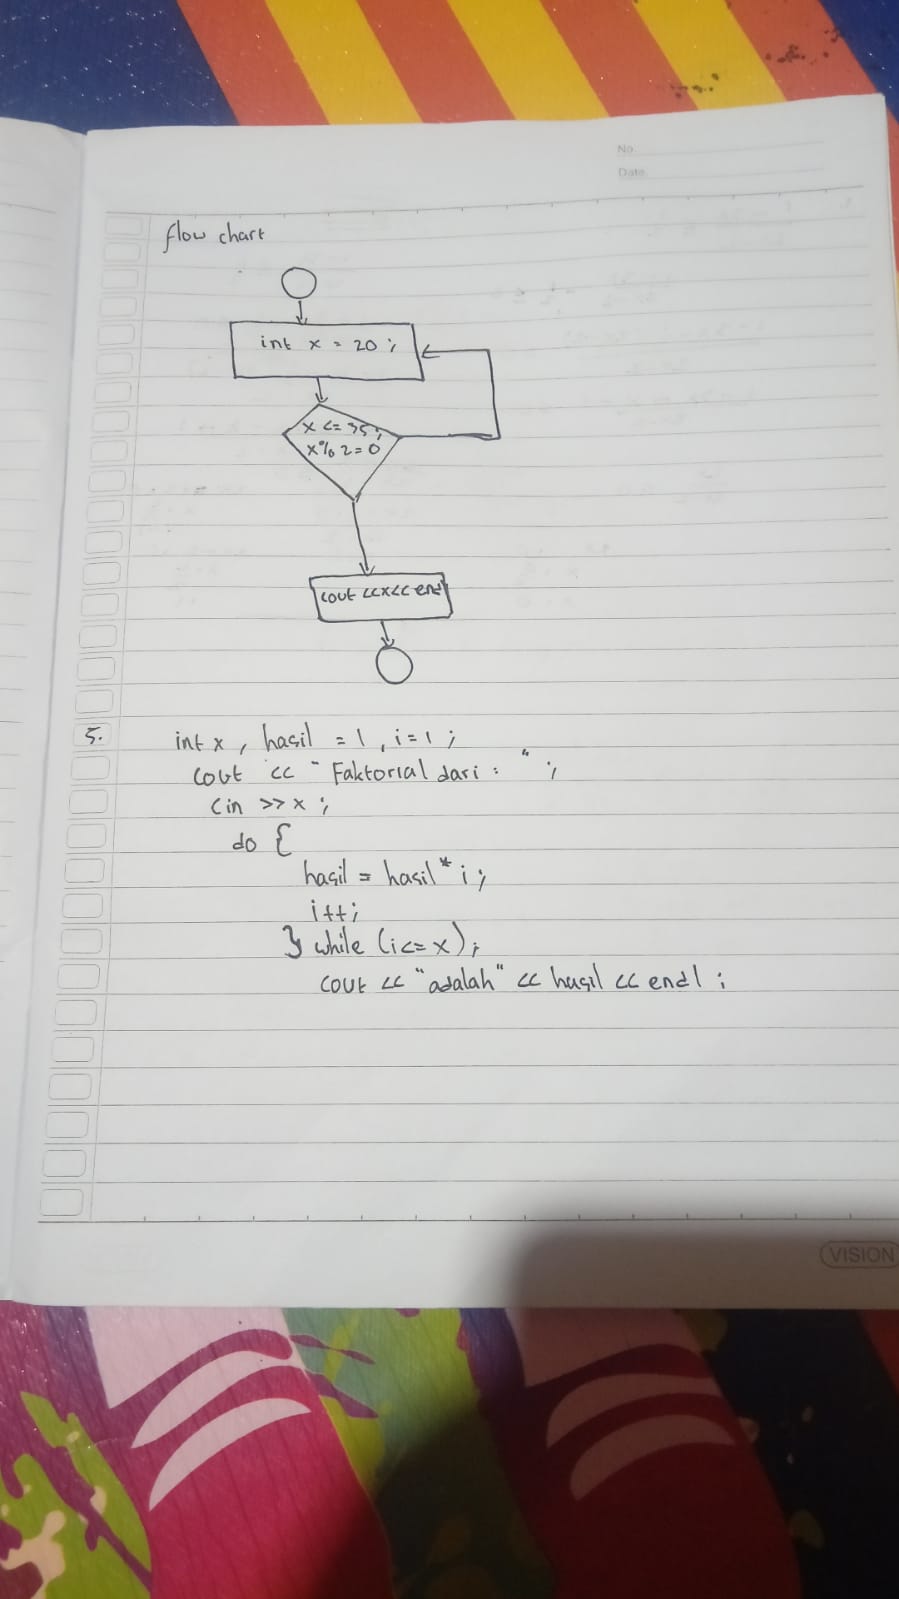 No.
Date.
flow chart
int x = 20 ;
x <= 35 ;
x % 2 = 0
cout <<x<< endl
5.
int x , hasil = 1 , i = 1 ;
cout << " Faktorial dari : " ;
cin >> x ;
do {
hasil = hasil * i ;
i++;
} while (i<= x) ;
cout << "adalah" << hasil << endl ;
VISION